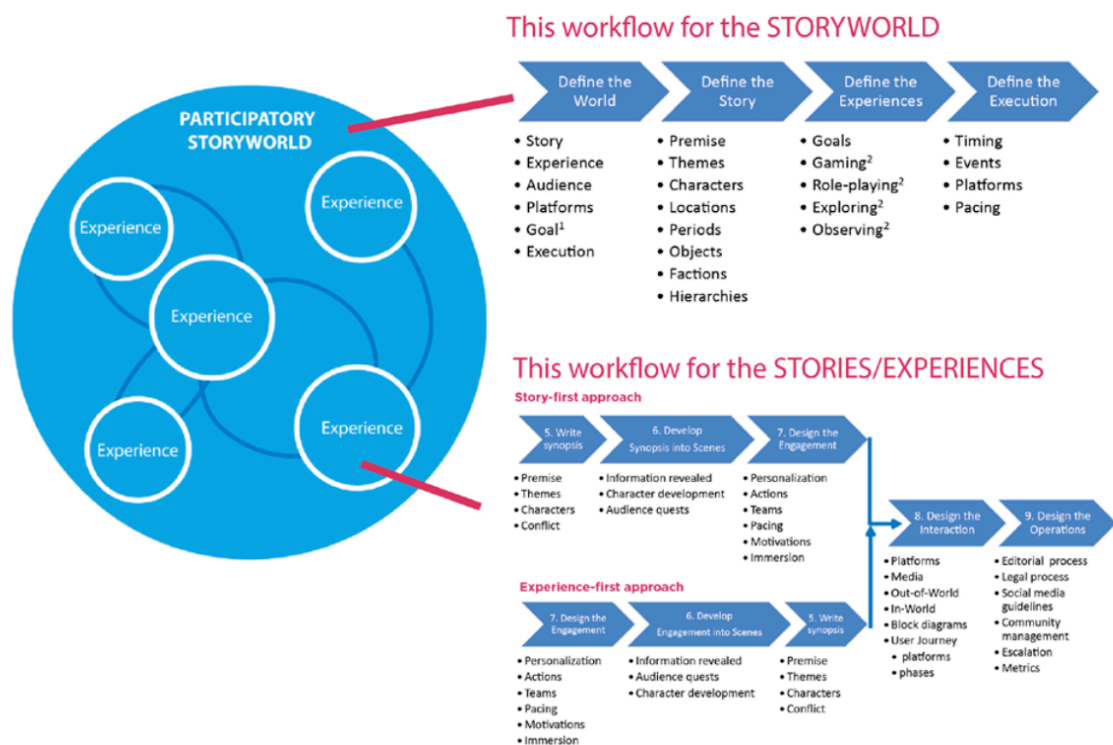 PARTICIPATORY
STORYWORLD
Experience
Experience
Experience
Experience
Experience
This workflow for the STORYWORLD
Define the
World
• Story
• Experience
• Audience
• Platforms
• Goal¹
• Execution
Define the
Story
• Premise
• Themes
• Characters
• Locations
• Periods
• Objects
• Factions
• Hierarchies
Define the
Experiences
• Goals
• Gaming²
• Role-playing²
• Exploring²
• Observing²
Define the
Execution
• Timing
• Events
• Platforms
• Pacing
This workflow for the STORIES/EXPERIENCES
Story-first approach
5. Write
synopsis
• Premise
• Themes
• Characters
• Conflict
6. Develop
Synopsis into Scenes
• Information revealed
• Character development
• Audience quests
7. Design the
Engagement
• Personalization
• Actions
• Teams
• Pacing
• Motivations
• Immersion
Experience-first approach
7. Design the
Engagement
• Personalization
• Actions
• Teams
• Pacing
• Motivations
• Immersion
6. Develop
Engagement into Scenes
• Information revealed
• Audience quests
• Character development
5. Write
synopsis
• Premise
• Themes
• Characters
• Conflict
8. Design the
Interaction
• Platforms
• Media
• Out-of-World
• In-World
• Block diagrams
• User Journey
• platforms
• phases
9. Design the
Operations
• Editorial process
• Legal process
• Social media
guidelines
• Community
management
• Escalation
• Metrics